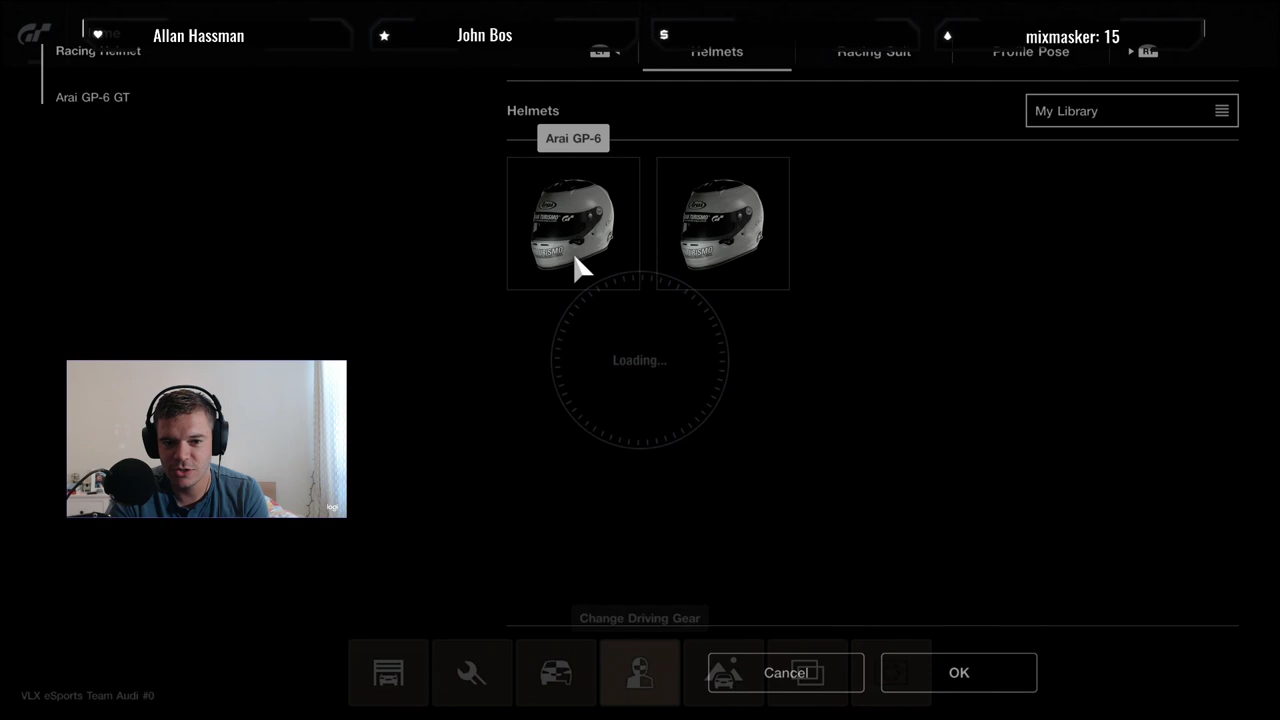 Allan Hassman
John Bos
$
mixmasker: 15
Racing Helmet
Helmets
Racing Suit
Profile Pose
Arai GP-6 GT
Helmets
My Library
Arai GP-6
Loading...
logi
Change Driving Gear
Cancel
OK
VLX eSports Team Audi #0